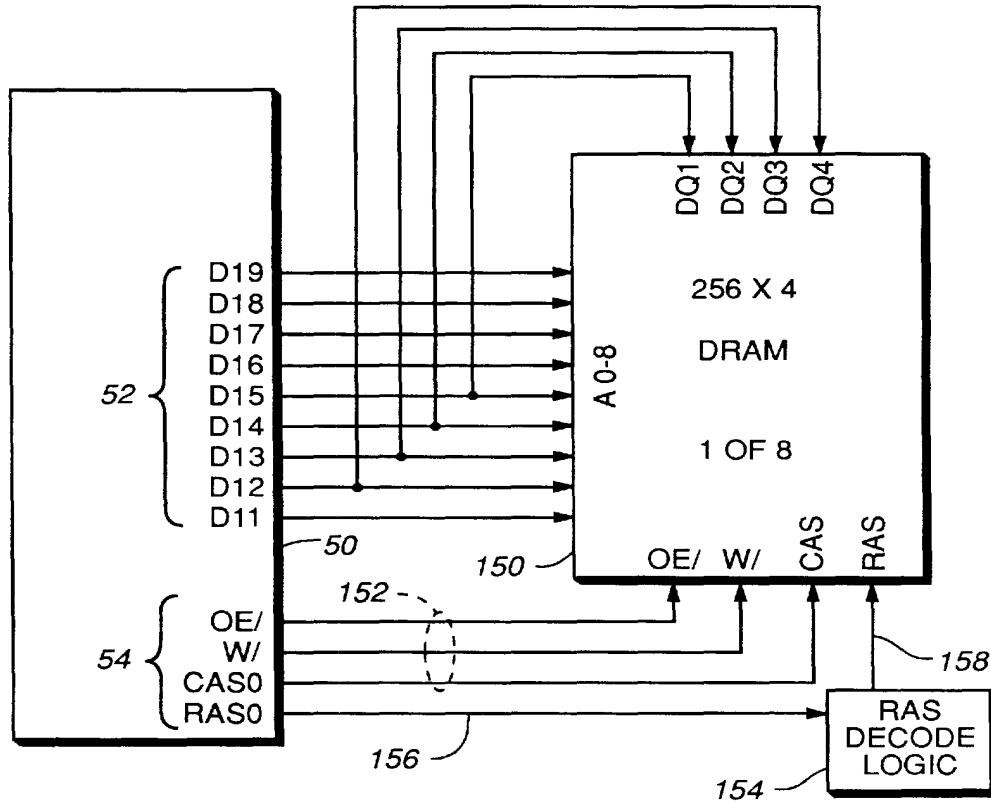 DQ1
DQ2
DQ3
DQ4
D19
D18
D17
D16
D15
D14
D13
D12
D11
52
A 0-8
256 X 4
DRAM
1 OF 8
50
150
OE/
W/
CAS
RAS
152
54
OE/
W/
CAS0
RAS0
156
158
RAS
DECODE
LOGIC
154